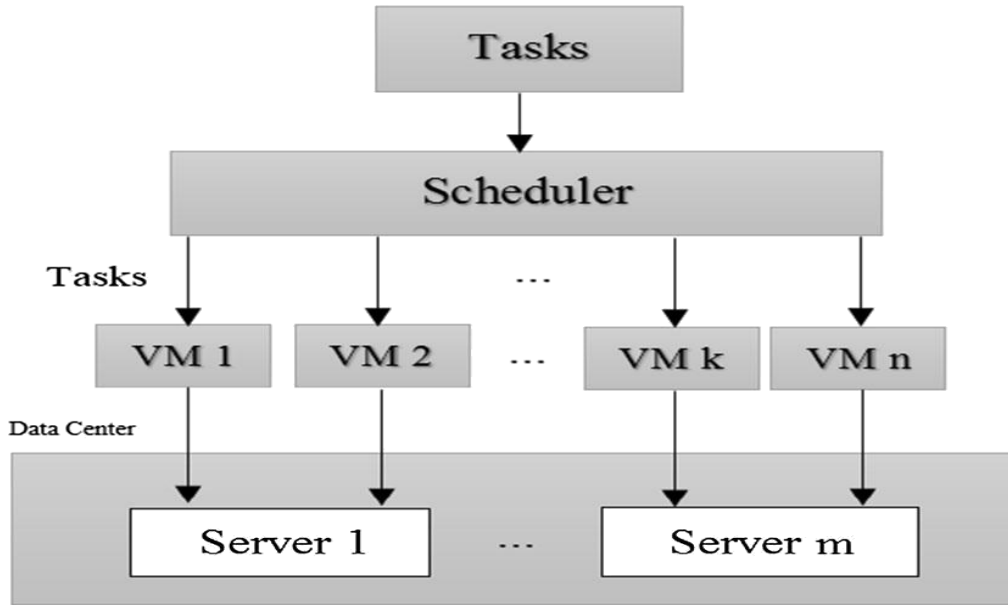 Tasks
Scheduler
Tasks
...
VM 1
VM 2
...
VM k
VM n
Data Center
Server 1
...
Server m